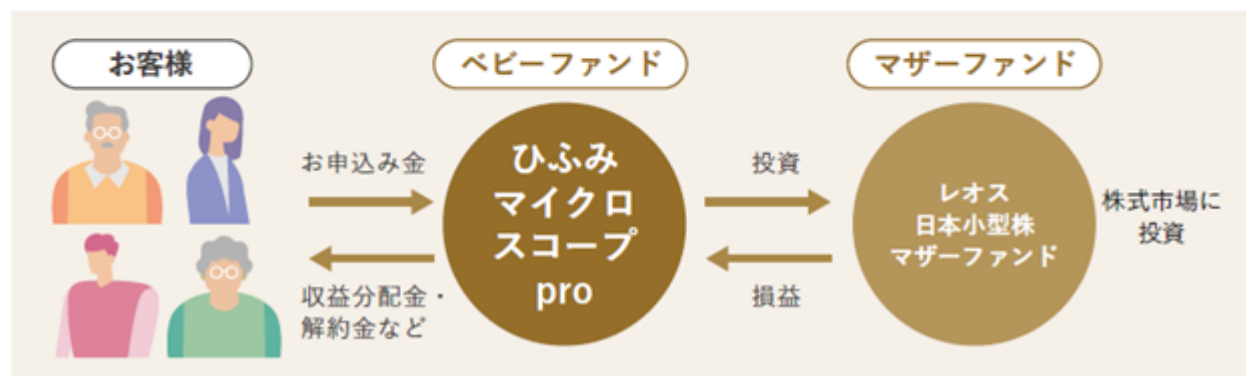 お客様
ベビーファンド
マザーファンド
お申込み金
収益分配金・
解約金など
ひふみ
マイクロ
スコープ
pro
投資
損益
レオス
日本小型株
マザーファンド
株式市場に
投資